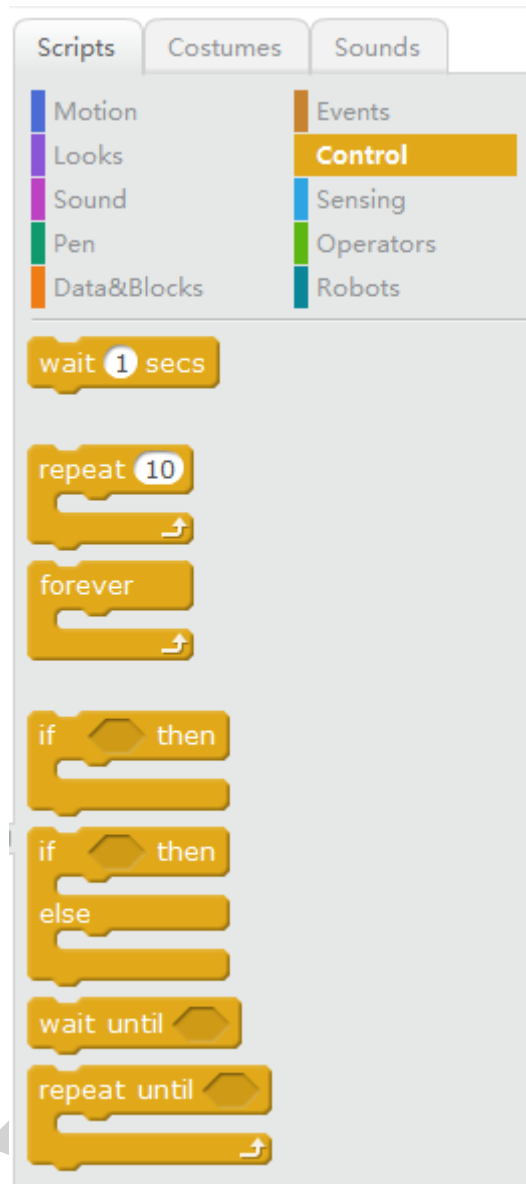 Scripts Costumes Sounds
Motion Events
Looks Control
Sound Sensing
Pen Operators
Data&Blocks Robots
wait 1 secs
repeat 10
forever
if then
if then
else
wait until
repeat until